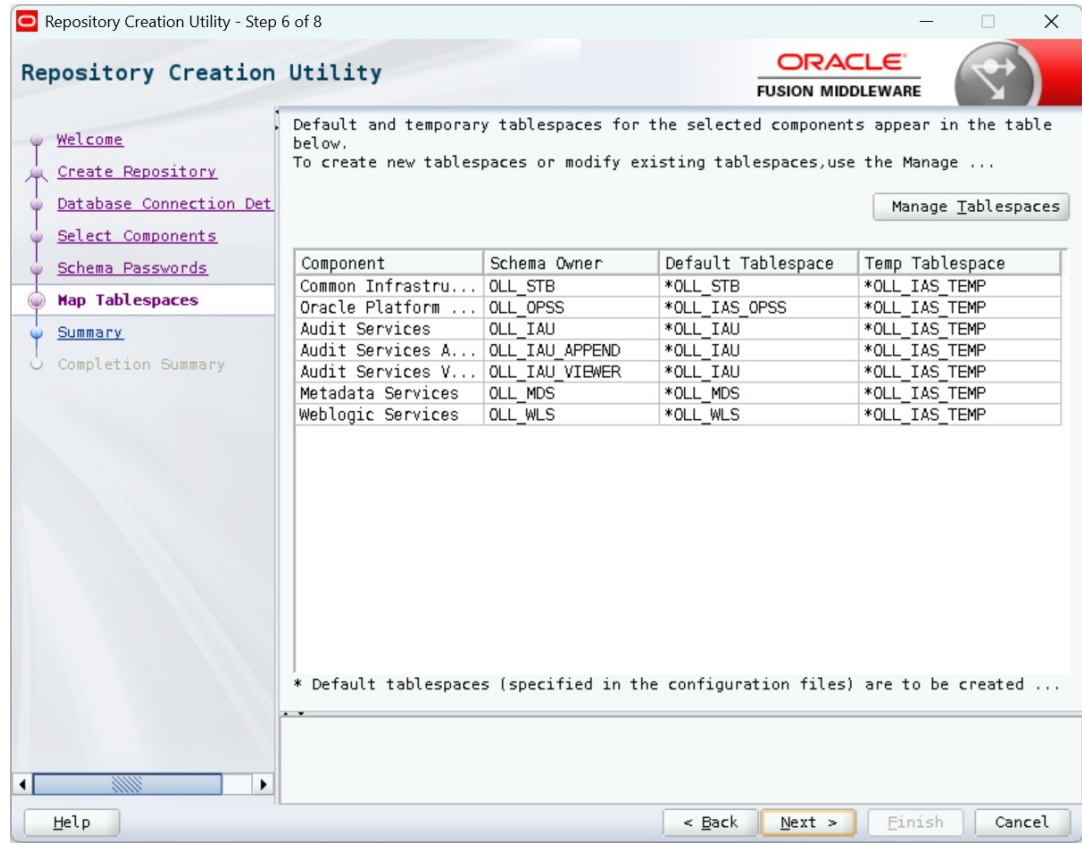 Repository Creation Utility - Step 6 of 8
Repository Creation Utility
ORACLE
FUSION MIDDLEWARE
Welcome
Create Repository
Database Connection Det
Select Components
Schema Passwords
Map Tablespaces
Summary
Completion Summary
Default and temporary tablespaces for the selected components appear in the table
below.
To create new tablespaces or modify existing tablespaces,use the Manage ...
Manage Tablespaces
Component Schema Owner Default Tablespace Temp Tablespace
Common Infrastru... OLL_STB *OLL_STB *OLL_IAS_TEMP
Oracle Platform ... OLL_OPSS *OLL_IAS_OPSS *OLL_IAS_TEMP
Audit Services OLL_IAU *OLL_IAU *OLL_IAS_TEMP
Audit Services A... OLL_IAU_APPEND *OLL_IAU *OLL_IAS_TEMP
Audit Services V... OLL_IAU_VIEWER *OLL_IAU *OLL_IAS_TEMP
Metadata Services OLL_MDS *OLL_MDS *OLL_IAS_TEMP
Weblogic Services OLL_WLS *OLL_WLS *OLL_IAS_TEMP
* Default tablespaces (specified in the configuration files) are to be created ...
Help
< Back
Next >
Finish
Cancel